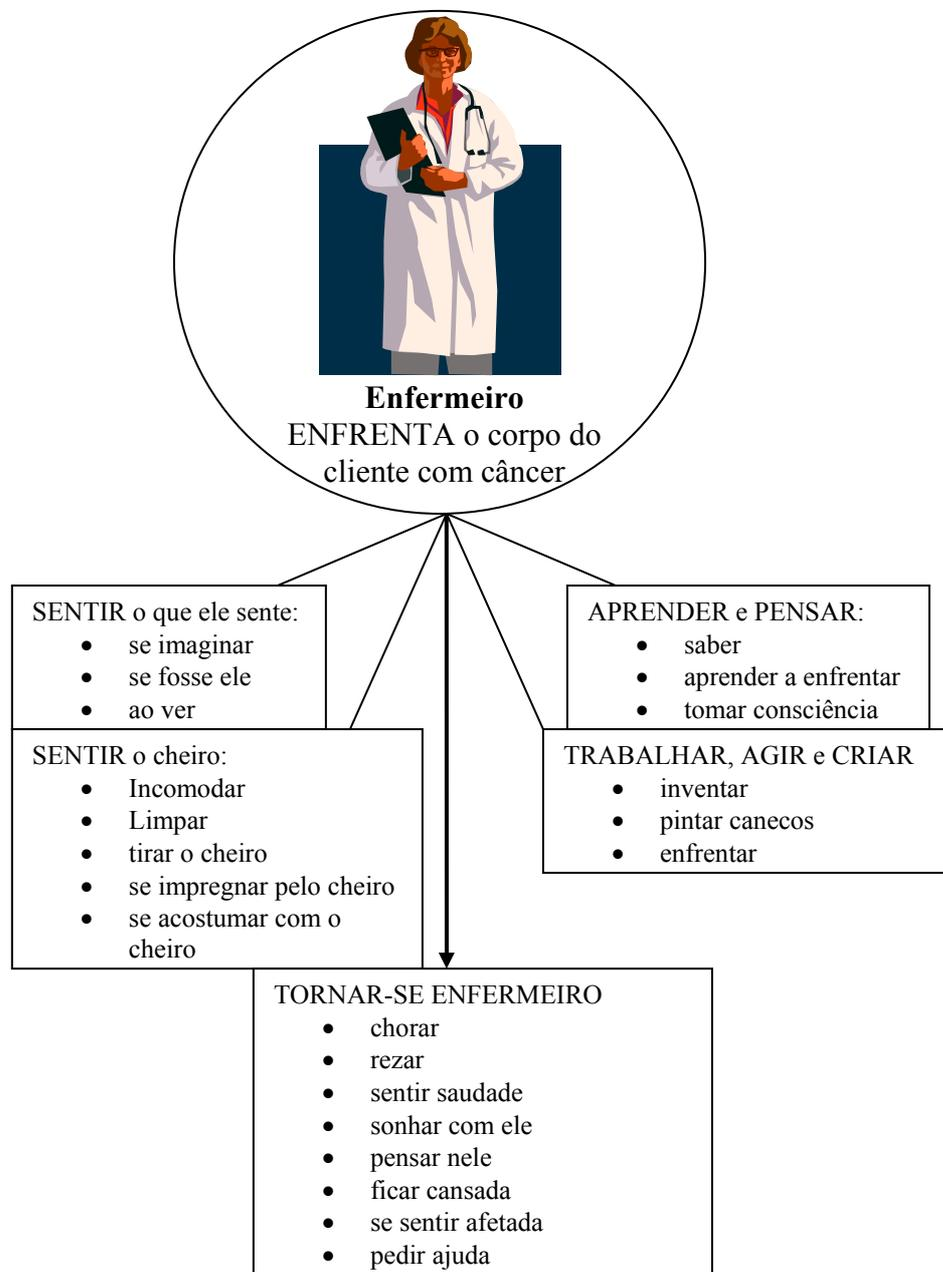 Enfermeiro
ENFRENTA o corpo do
cliente com câncer
SENTIR o que ele sente:
• se imaginar
• se fosse ele
• ao ver
SENTIR o cheiro:
• Incomodar
• Limpar
• tirar o cheiro
• se impregnar pelo cheiro
• se acostumar com o
cheiro
APRENDER e PENSAR:
• saber
• aprender a enfrentar
• tomar consciência
TRABALHAR, AGIR e CRIAR
• inventar
• pintar canecos
• enfrentar
TORNAR-SE ENFERMEIRO
• chorar
• rezar
• sentir saudade
• sonhar com ele
• pensar nele
• ficar cansada
• se sentir afetada
• pedir ajuda